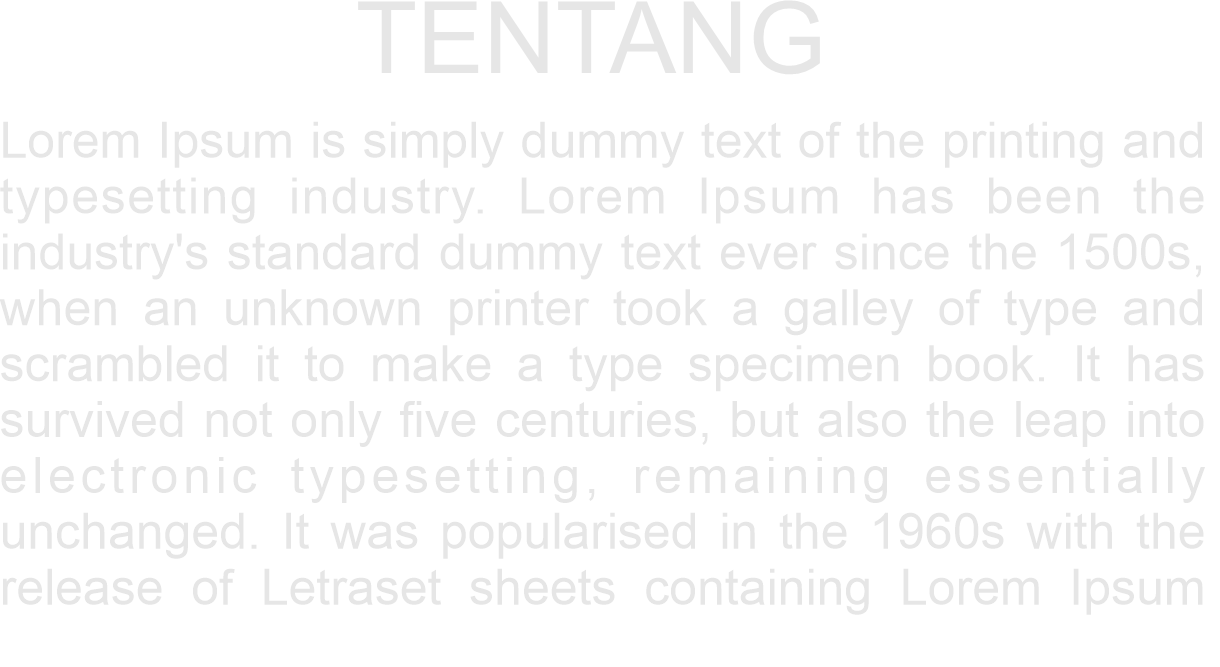 TENTANG
Lorem Ipsum is simply dummy text of the printing and
typesetting industry. Lorem Ipsum has been the
industry's standard dummy text ever since the 1500s,
when an unknown printer took a galley of type and
scrambled it to make a type specimen book. It has
survived not only five centuries, but also the leap into
electronic typesetting, remaining essentially
unchanged. It was popularised in the 1960s with the
release of Letraset sheets containing Lorem Ipsum